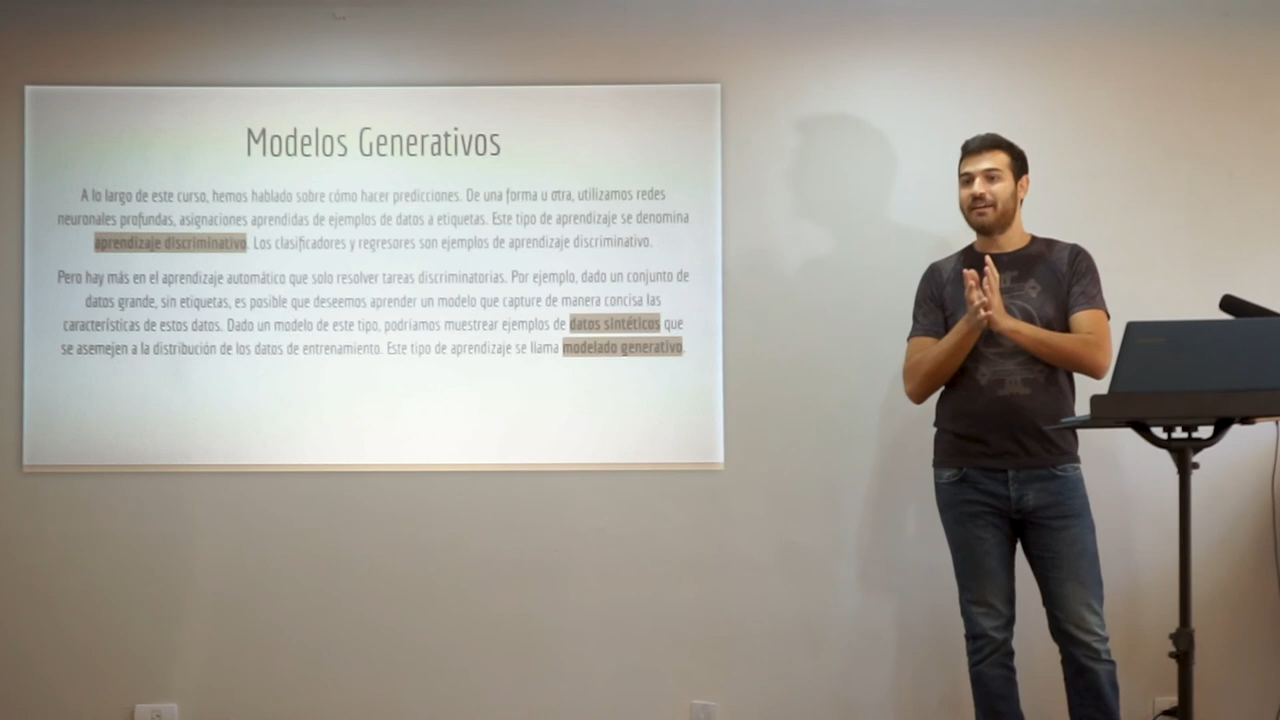 Modelos Generativos
A lo largo de este curso, hemos hablado sobre cómo hacer predicciones. De una forma u otra, utilizamos redes
neuronales profundas, asignaciones aprendidas de ejemplos de datos a etiquetas. Este tipo de aprendizaje se denomina
aprendizaje discriminativo. Los clasificadores y regresores son ejemplos de aprendizaje discriminativo.
Pero hay más en el aprendizaje automático que solo resolver tareas discriminatorias. Por ejemplo, dado un conjunto de
datos grande, sin etiquetas, es posible que deseemos aprender un modelo que capture de manera concisa las
características de estos datos. Dado un modelo de este tipo, podríamos muestrear ejemplos de datos sintéticos que
se asemejen a la distribución de los datos de entrenamiento. Este tipo de aprendizaje se llama modelado generativo.